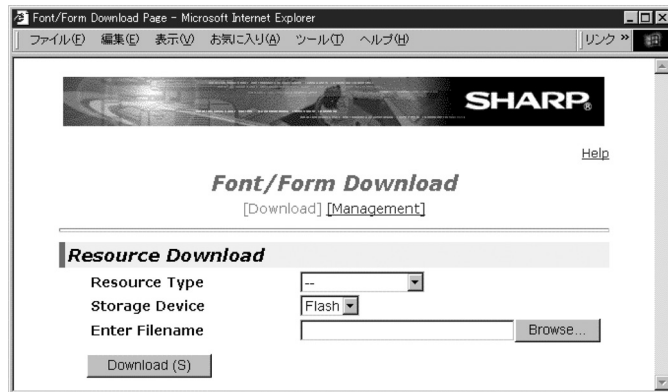 Font/Form Download Page - Microsoft Internet Explorer
ファイル(F) 編集(E) 表示(V) お気に入り(A) ツール(T) ヘルプ(H) リンク »
SHARP®
Help
Font/Form Download
[Download] [Management]
Resource Download
Resource Type --
Storage Device Flash
Enter Filename Browse...
Download (S)